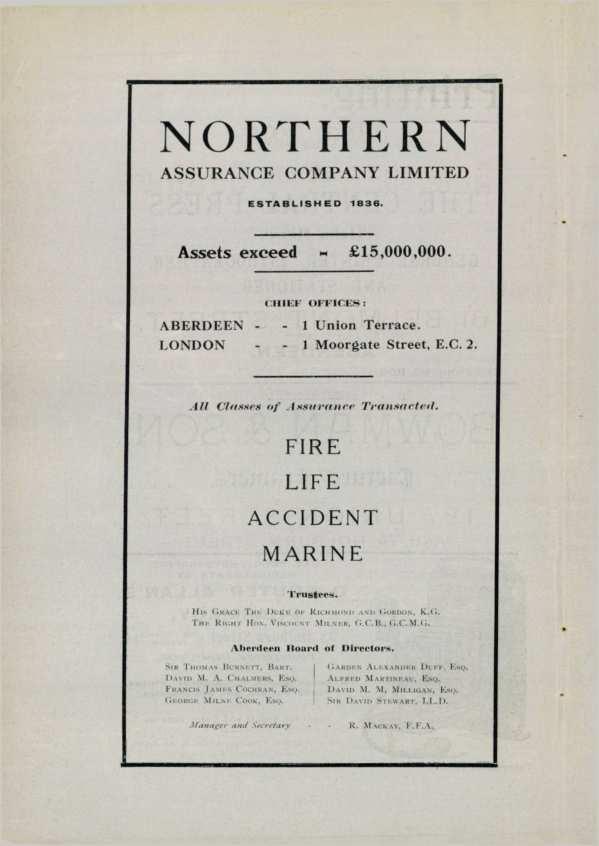 NORTHERN
ASSURANCE COMPANY LIMITED
ESTABLISHED 1836.
Assets exceed - £15,000,000.
CHIEF OFFICES:
ABERDEEN - - 1 Union Terrace.
LONDON - - 1 Moorgate Street, E.C. 2.
All Classes of Assurance Transacted.
FIRE
LIFE
ACCIDENT
MARINE
Trustees.
His Grace The Duke of Richmond and Gordon, K.G.
The Right Hon. Viscount Milner, G.C.B., G.C.M.G.
Aberdeen Board of Directors.
Sir Thomas Burnett, Bart.
David M. A. Chalmers, Esq.
Francis James Cochran, Esq.
George Milne Cook, Esq.
Garden Alexander Duff, Esq.
Alfred Martineau, Esq.
David M. M. Milligan, Esq.
Sir David Stewart, LL.D.
Manager and Secretary - - R. Mackay, F.F.A.